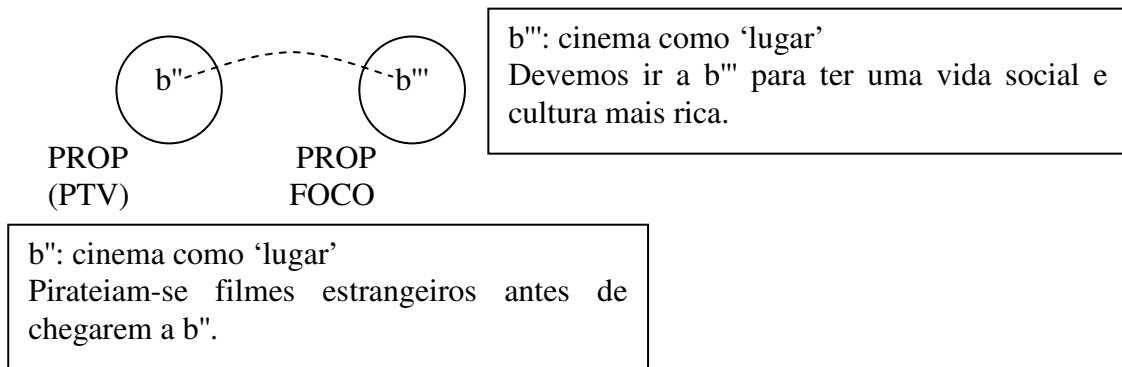 b'' b'''
PROP PROP
(PTV) FOCO
b''': cinema como ‘lugar’
Devemos ir a b''' para ter uma vida social e
cultura mais rica.
b'': cinema como ‘lugar’
Pirateiam-se filmes estrangeiros antes de
chegarem a b''.